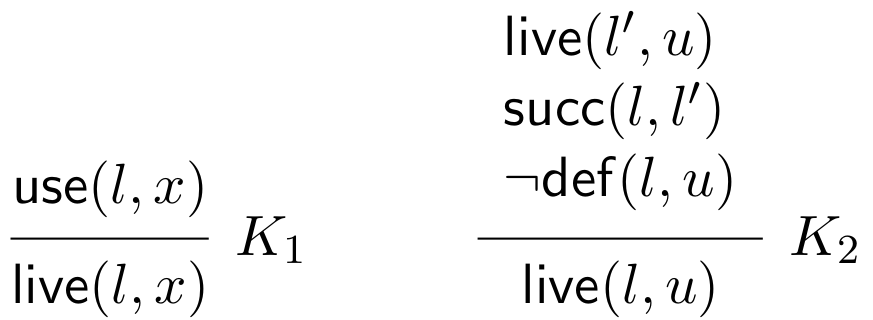 use(l, x)
live(l, x)
K₁
live(l′, u)
succ(l, l′)
¬def(l, u)
live(l, u)
K₂